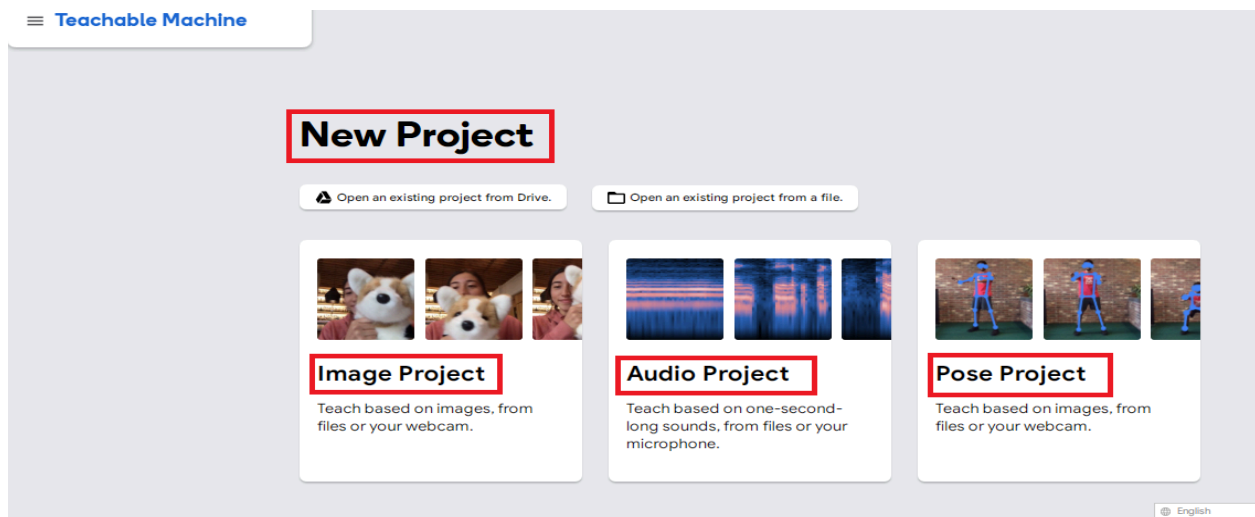 Teachable Machine
New Project
Open an existing project from Drive.
Open an existing project from a file.
Image Project
Teach based on images, from
files or your webcam.
Audio Project
Teach based on one-second-
long sounds, from files or your
microphone.
Pose Project
Teach based on images, from
files or your webcam.
English